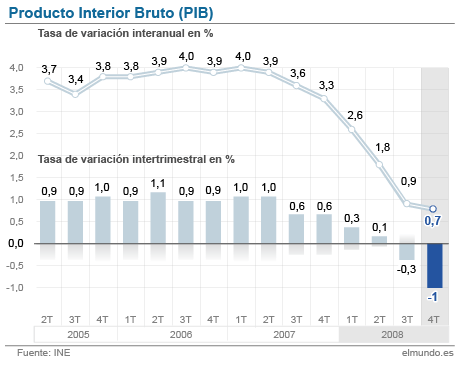 Producto Interior Bruto (PIB)
Tasa de variación interanual en %
3,7 3,4 3,8 3,8 3,9 4,0 3,9 4,0 3,9 3,6 3,3 2,6 1,8 0,9 0,7
4,0
3,5
3,0
2,5
2,0
Tasa de variación intertrimestral en %
1,5
1,0
0,5
0,0
-0,5
-1,0
0,9 0,9 1,0 0,9 1,1 0,9 0,9 1,0 1,0 0,6 0,6 0,3 0,1 -0,3 -1
2T 3T 4T 1T 2T 3T 4T 1T 2T 3T 4T 1T 2T 3T 4T
2005 2006 2007 2008
Fuente: INE elmundo.es